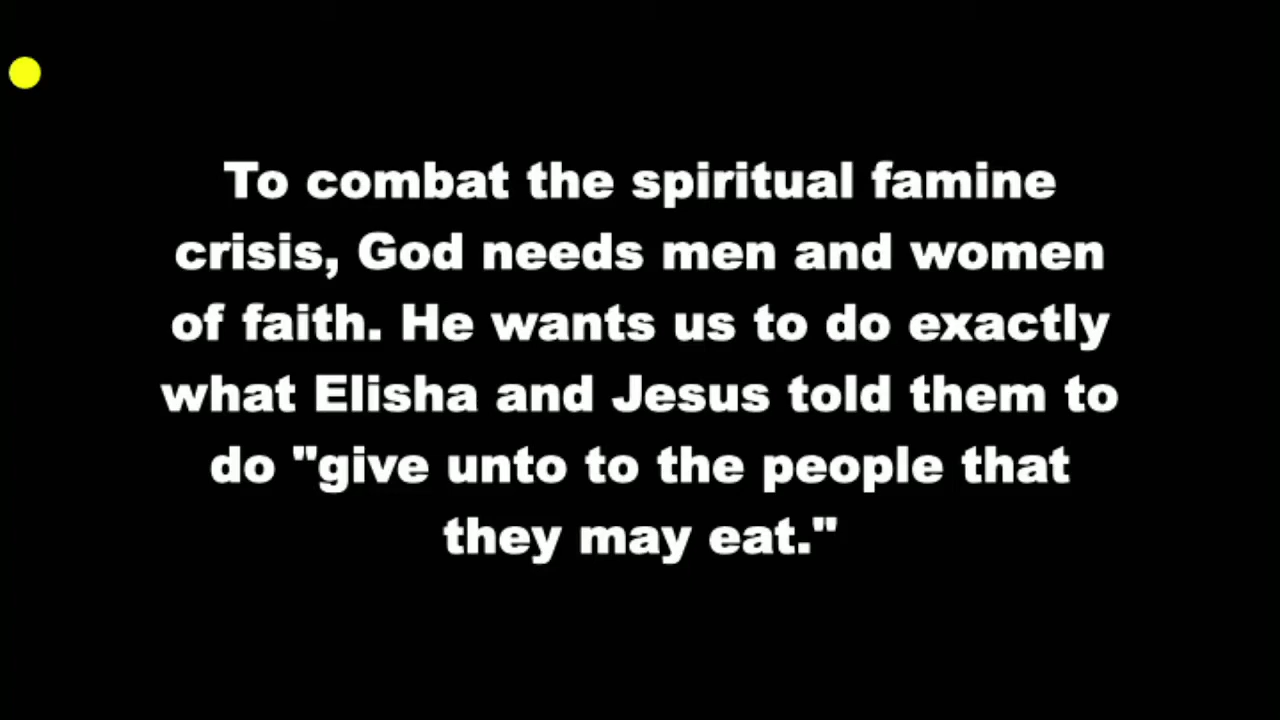 To combat the spiritual famine
crisis, God needs men and women
of faith. He wants us to do exactly
what Elisha and Jesus told them to
do "give unto to the people that
they may eat."